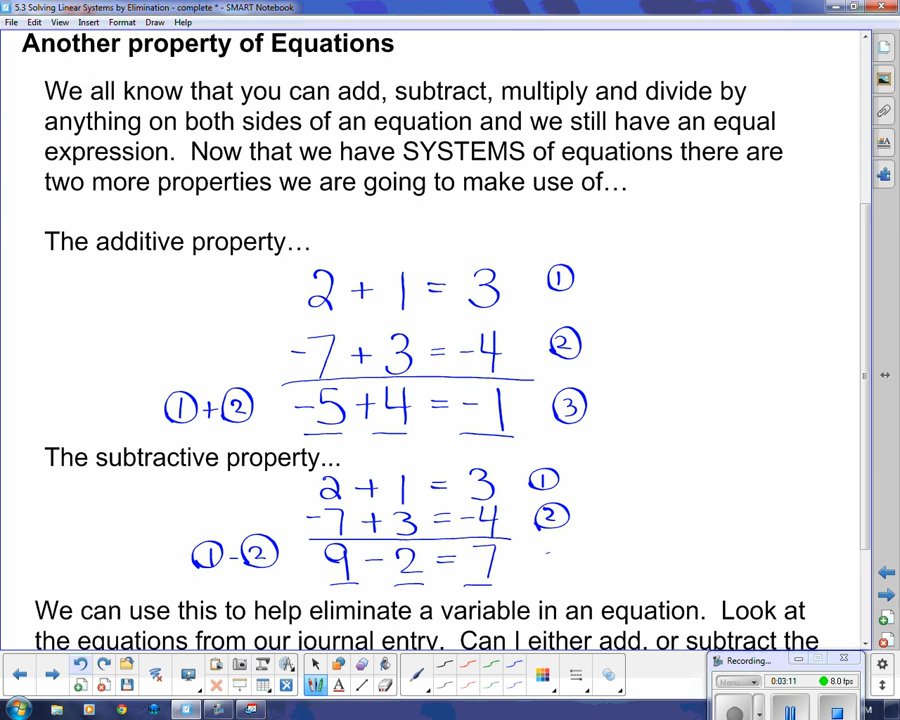 5.3 Solving Linear Systems by Elimination - complete * - SMART Notebook
File Edit View Insert Format Draw Help
Another property of Equations
We all know that you can add, subtract, multiply and divide by
anything on both sides of an equation and we still have an equal
expression. Now that we have SYSTEMS of equations there are
two more properties we are going to make use of…
The additive property…
2 + 1 = 3 ①
-7 + 3 = -4 ②
①+② -5 + 4 = -1 ③
The subtractive property...
2 + 1 = 3 ①
-7 + 3 = -4 ②
①-② 9 - 2 = 7
We can use this to help eliminate a variable in an equation. Look at
the equations from our journal entry. Can I either add, or subtract the
Recording...
Menu
0:03:11 8.0 fps